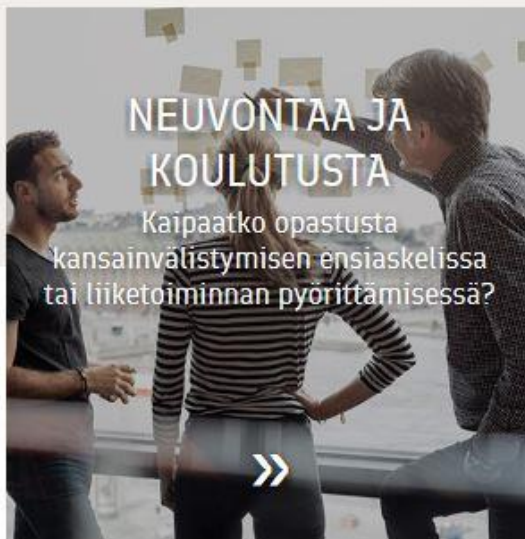 NEUVONTAA JA
KOULUTUSTA
Kaipaatko opastusta
kansainvälistymisen ensiaskelissa
tai liiketoiminnan pyörittämisessä?
»